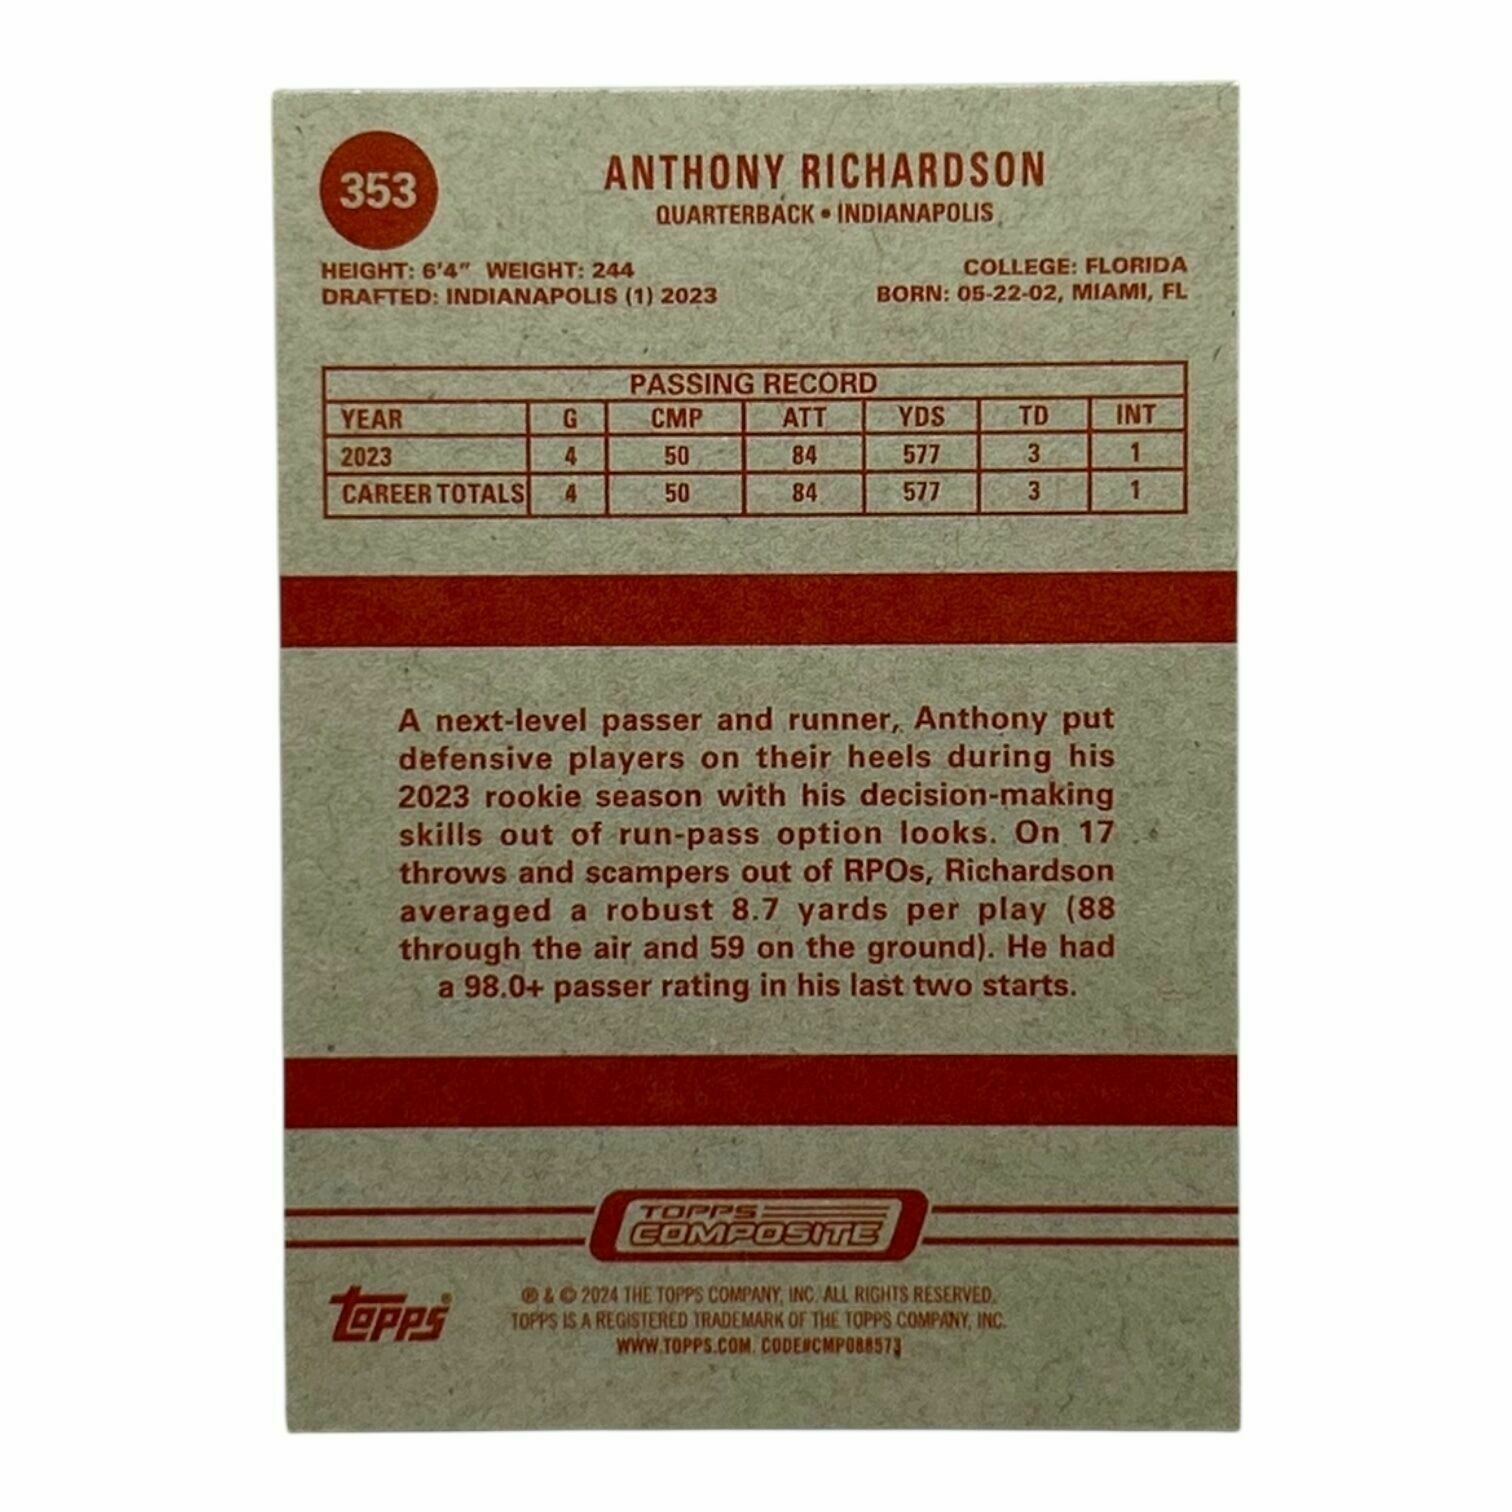 353
ANTHONY RICHARDSON
QUARTERBACK • INDIANAPOLIS
HEIGHT: 6'4" WEIGHT: 244
COLLEGE: FLORIDA
DRAFTED: INDIANAPOLIS (1) 2023
BORN: 05-22-02, MIAMI, FL
PASSING RECORD
YEAR G CMP ATT YDS TD INT
2023 4 50 84 577 3 1
CAREER TOTALS 4 50 84 577 3 1
A next-level passer and runner, Anthony put
defensive players on their heels during his
2023 rookie season with his decision-making
skills out of run-pass option looks. On 17
throws and scampers out of RPOs, Richardson
averaged a robust 8.7 yards per play (88
through the air and 59 on the ground). He had
a 98.0+ passer rating in his last two starts.
TOPPS
COMPOSITE
topps®
® & © 2024 THE TOPPS COMPANY, INC. ALL RIGHTS RESERVED.
TOPPS IS A REGISTERED TRADEMARK OF THE TOPPS COMPANY, INC.
WWW.TOPPS.COM. CODE#CMP088573